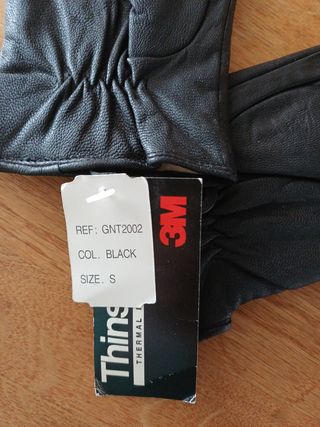 REF: GNT2002
COL. BLACK
SIZE. S
3M
Thins
THERMAL